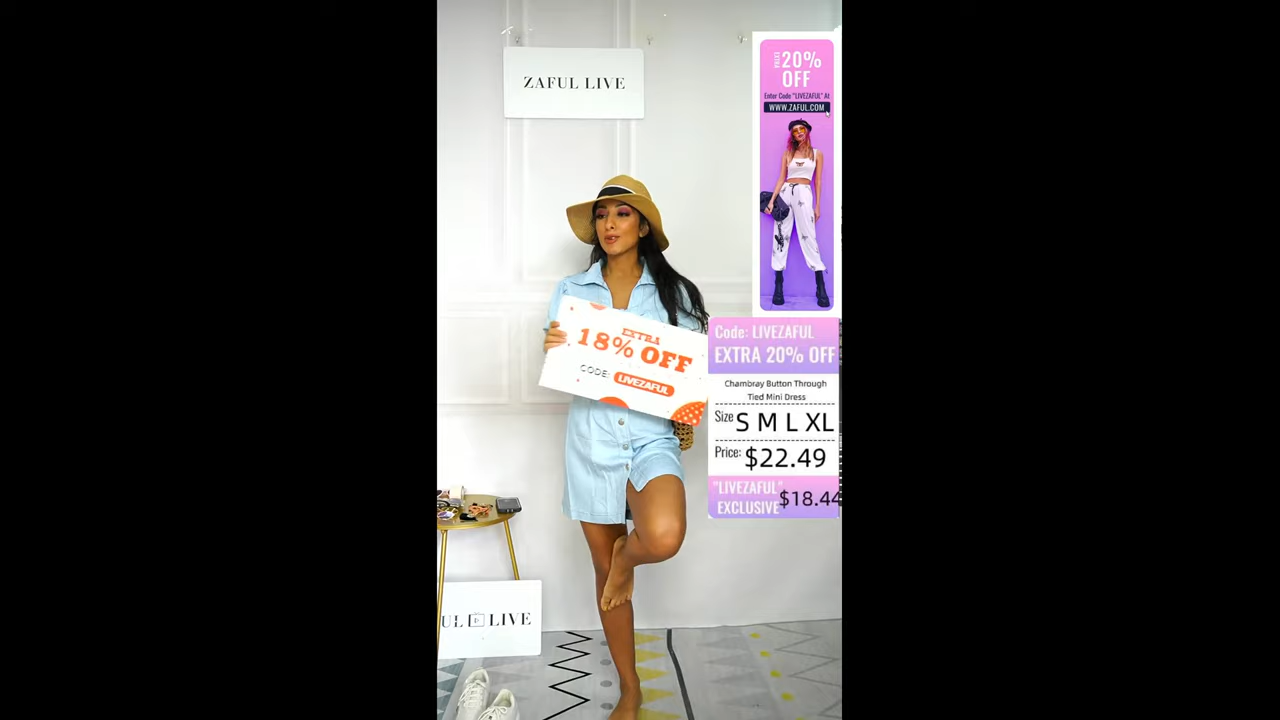 ZAFUL LIVE
20%
OFF
Enter Code "LIVEZAFUL" At
WWW.ZAFUL.COM
EXTRA
18% OFF
CODE: LIVEZAFUL
Code: LIVEZAFUL
EXTRA 20% OFF
Chambray Button Through
Tied Mini Dress
Size S M L XL
Price: $22.49
"LIVEZAFUL"
EXCLUSIVE $18.44
UL LIVE